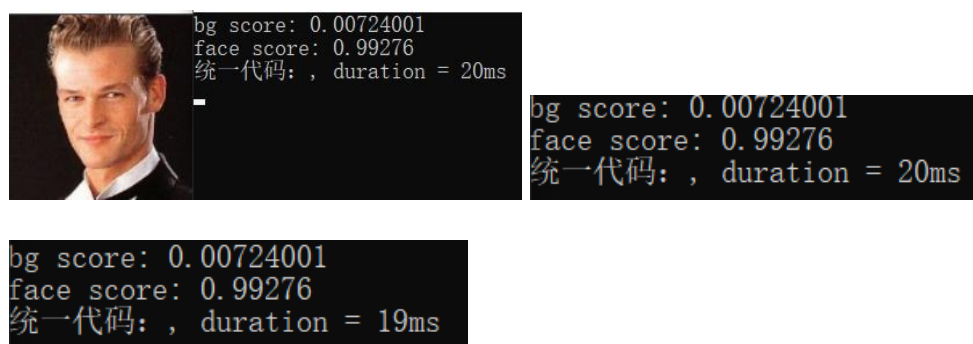 bg score: 0.00724001
face score: 0.99276
统一代码：, duration = 20ms
bg score: 0.00724001
face score: 0.99276
统一代码：, duration = 20ms
bg score: 0.00724001
face score: 0.99276
统一代码：, duration = 19ms